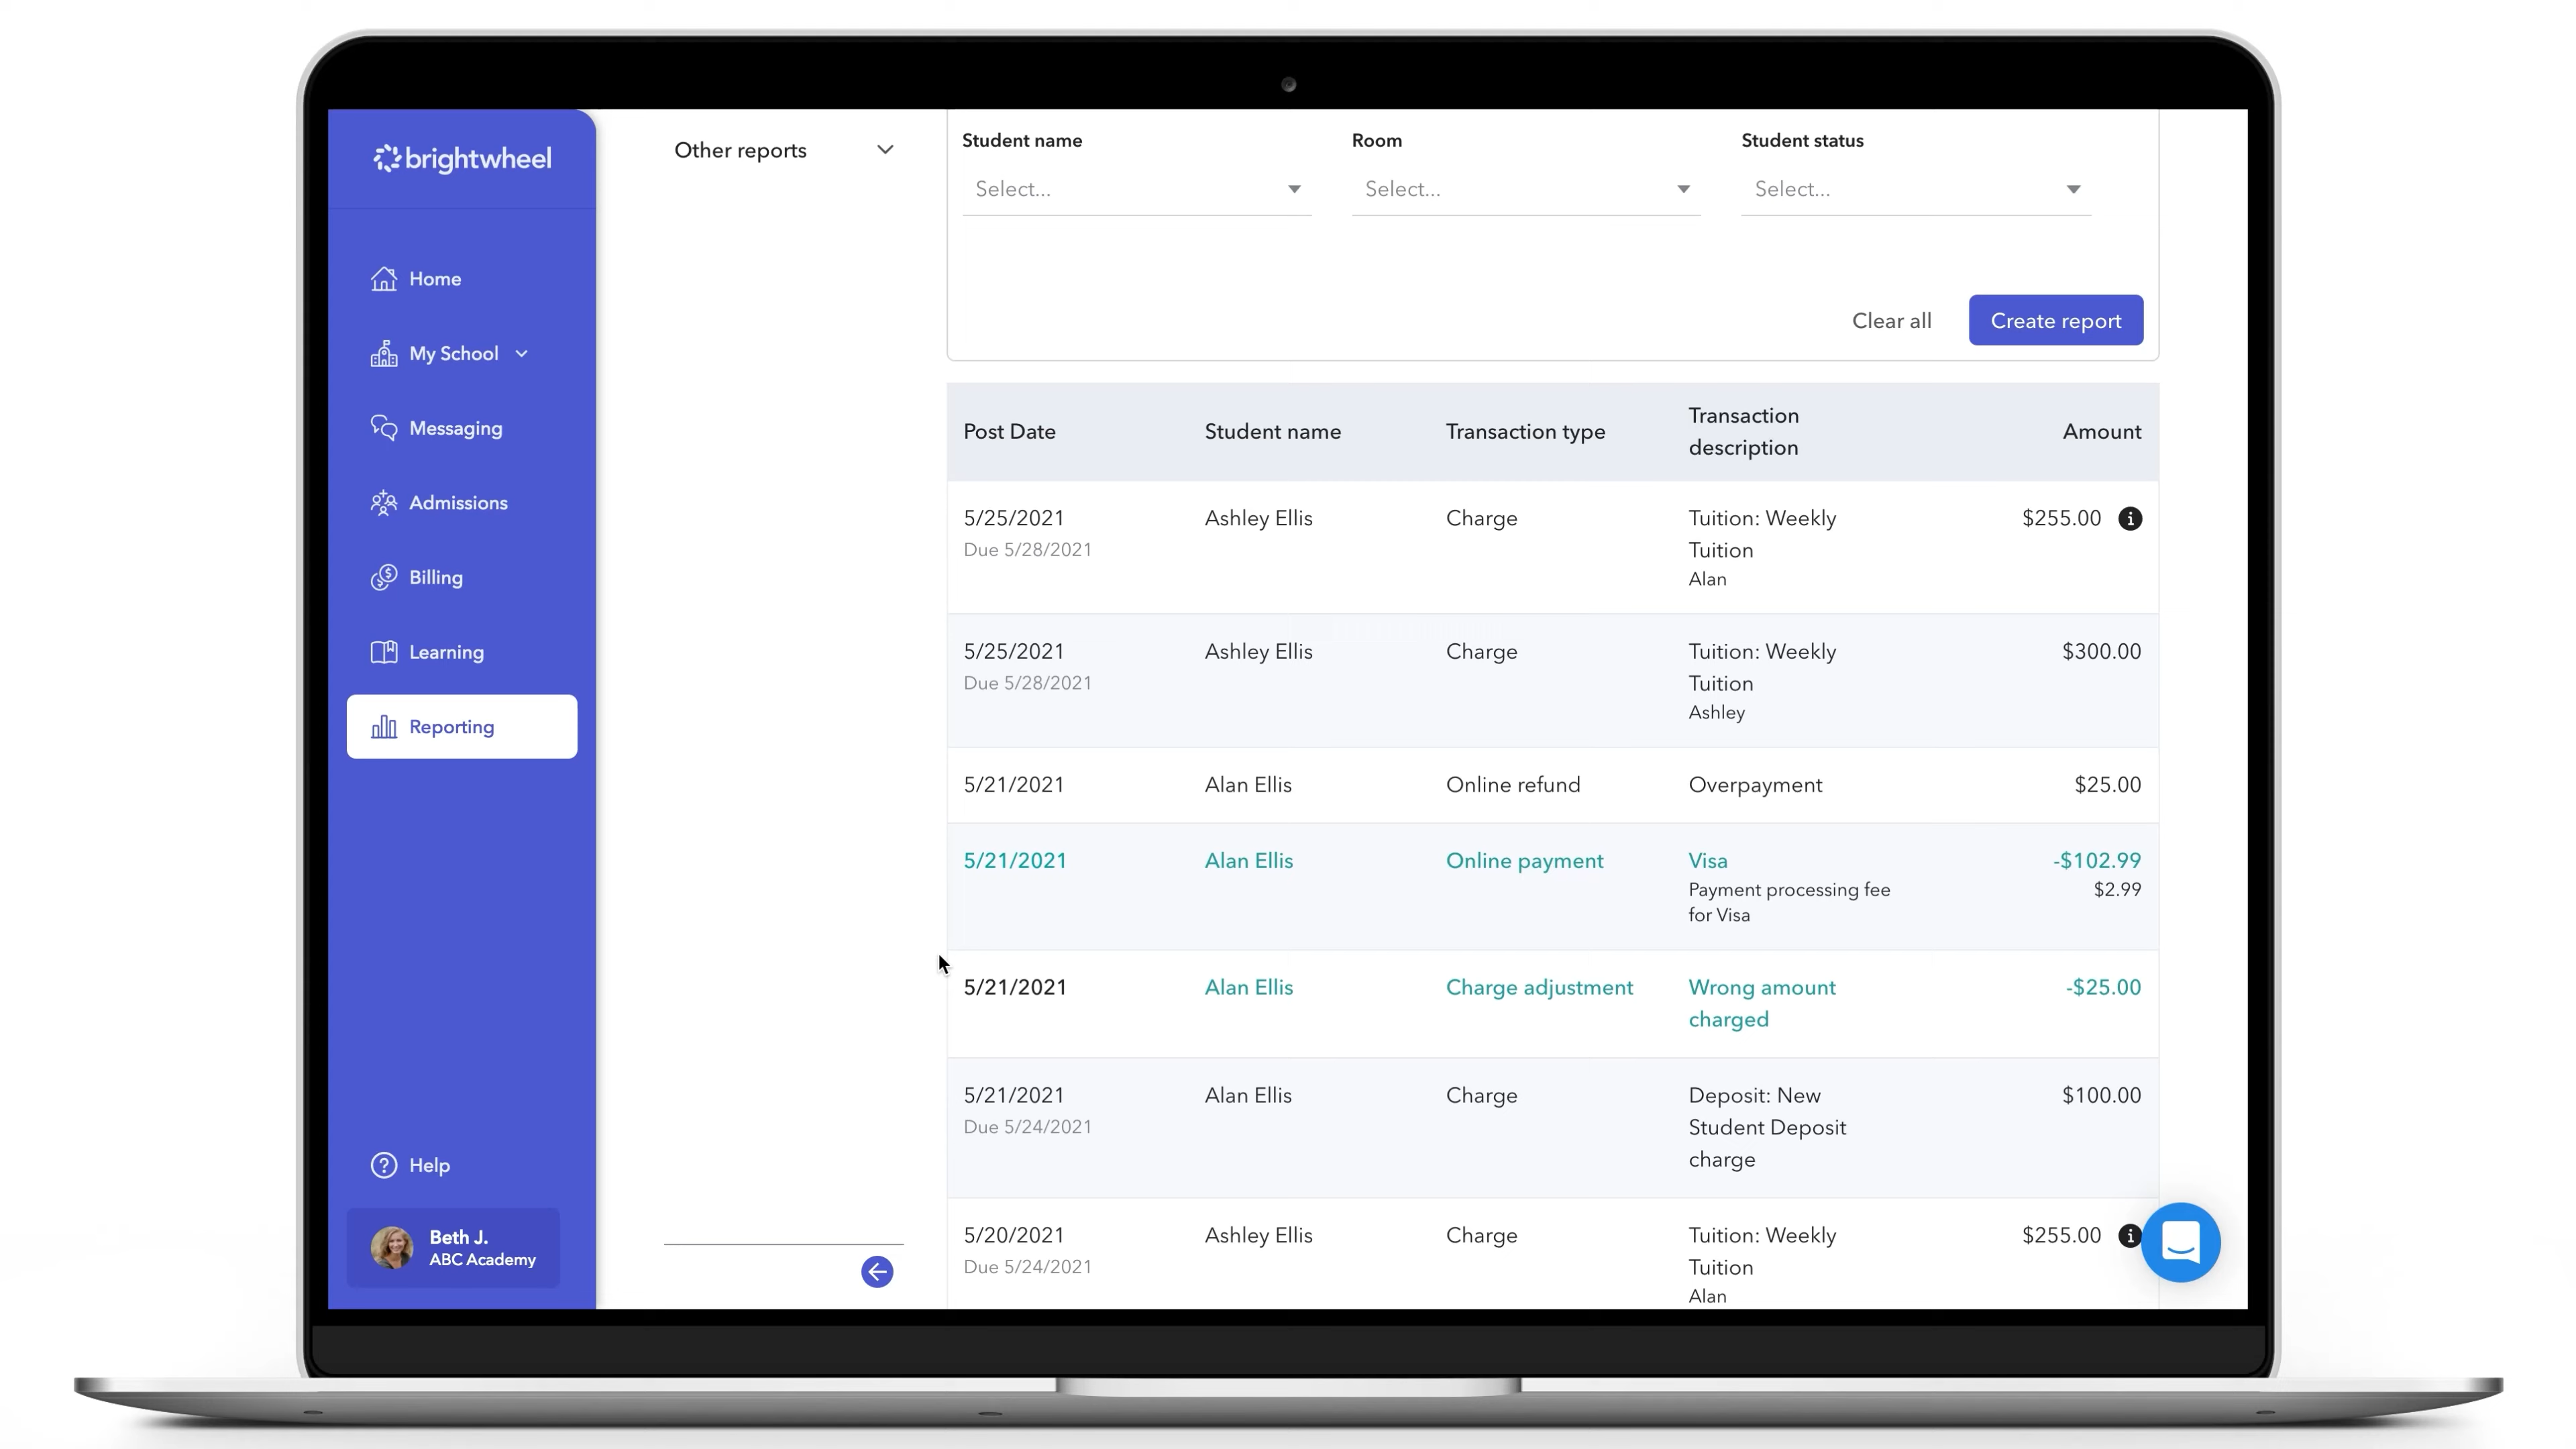 brightwheel
Home
My School
Messaging
Admissions
Billing
Learning
Reporting
Help
Beth J.
ABC Academy
Other reports
Student name
Room
Student status
Select...
Select...
Select...
Clear all
Create report
Post Date
Student name
Transaction type
Transaction
description
Amount
5/25/2021
Due 5/28/2021
Ashley Ellis
Charge
Tuition: Weekly
Tuition
Alan
$255.00
5/25/2021
Due 5/28/2021
Ashley Ellis
Charge
Tuition: Weekly
Tuition
Ashley
$300.00
5/21/2021
Alan Ellis
Online refund
Overpayment
$25.00
5/21/2021
Alan Ellis
Online payment
Visa
Payment processing fee
for Visa
-$102.99
$2.99
5/21/2021
Alan Ellis
Charge adjustment
Wrong amount
charged
-$25.00
5/21/2021
Due 5/24/2021
Alan Ellis
Charge
Deposit: New
Student Deposit
charge
$100.00
5/20/2021
Due 5/24/2021
Ashley Ellis
Charge
Tuition: Weekly
Tuition
Alan
$255.00